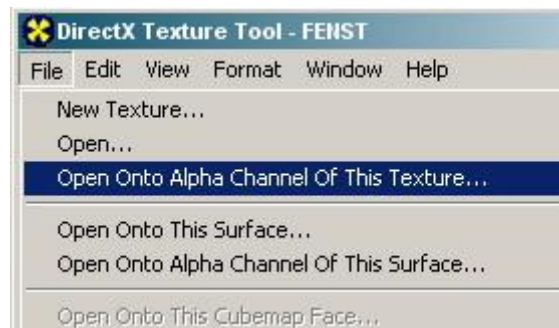 DirectX Texture Tool - FENST
File Edit View Format Window Help
New Texture...
Open...
Open Onto Alpha Channel Of This Texture...
Open Onto This Surface...
Open Onto Alpha Channel Of This Surface...
Open Onto This Cubemap Face...